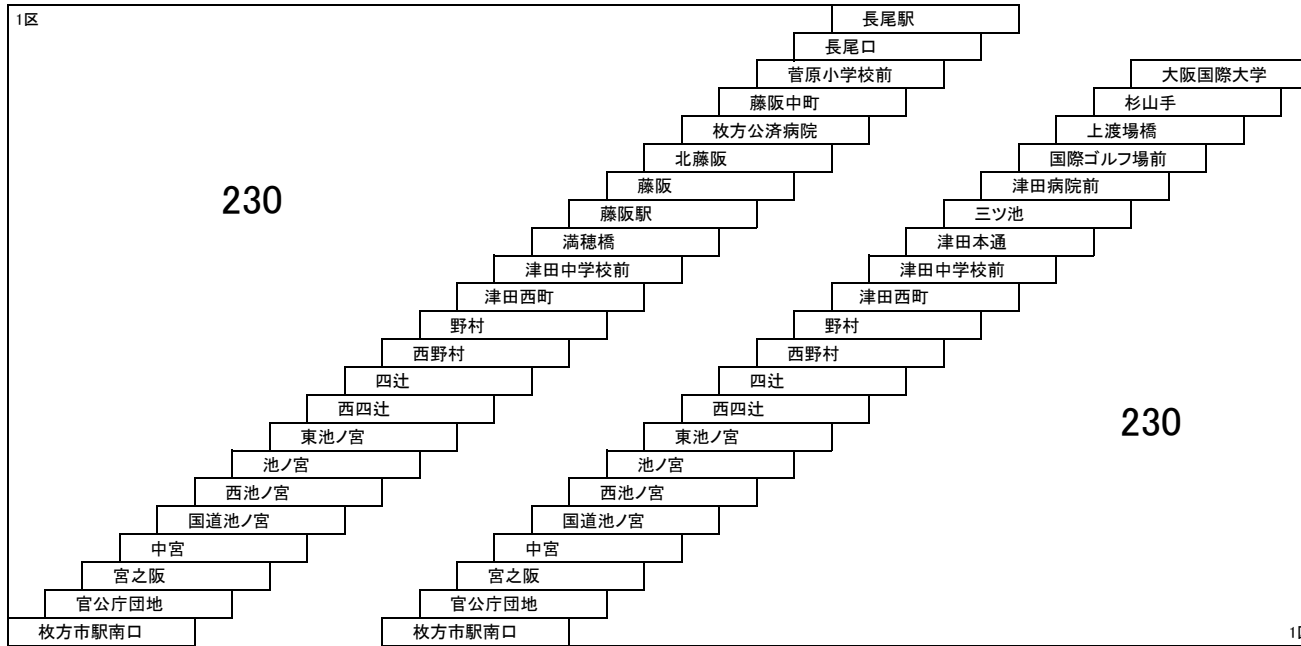 1区
長尾駅
長尾口
菅原小学校前
大阪国際大学
藤阪中町
杉山手
枚方公済病院
上渡場橋
北藤阪
国際ゴルフ場前
230
藤阪
津田病院前
藤阪駅
三ツ池
満穂橋
津田本通
津田中学校前
津田中学校前
津田西町
津田西町
野村
野村
西野村
西野村
四辻
四辻
西四辻
西四辻
230
東池ノ宮
東池ノ宮
池ノ宮
池ノ宮
西池ノ宮
西池ノ宮
国道池ノ宮
国道池ノ宮
中宮
中宮
宮之阪
宮之阪
官公庁団地
官公庁団地
枚方市駅南口
枚方市駅南口